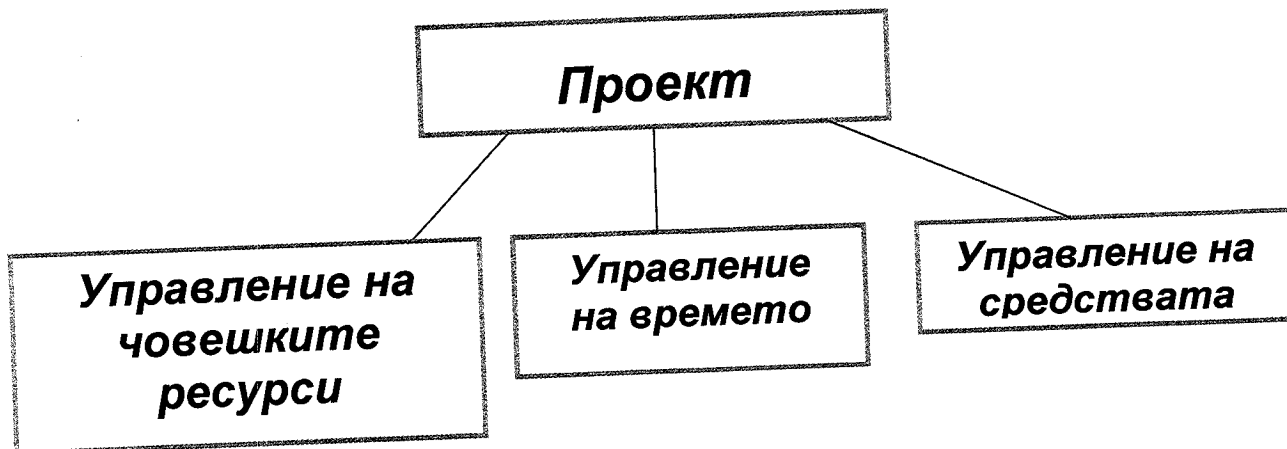 Проект
Управление на
човешките
ресурси
Управление
на времето
Управление на
средствата